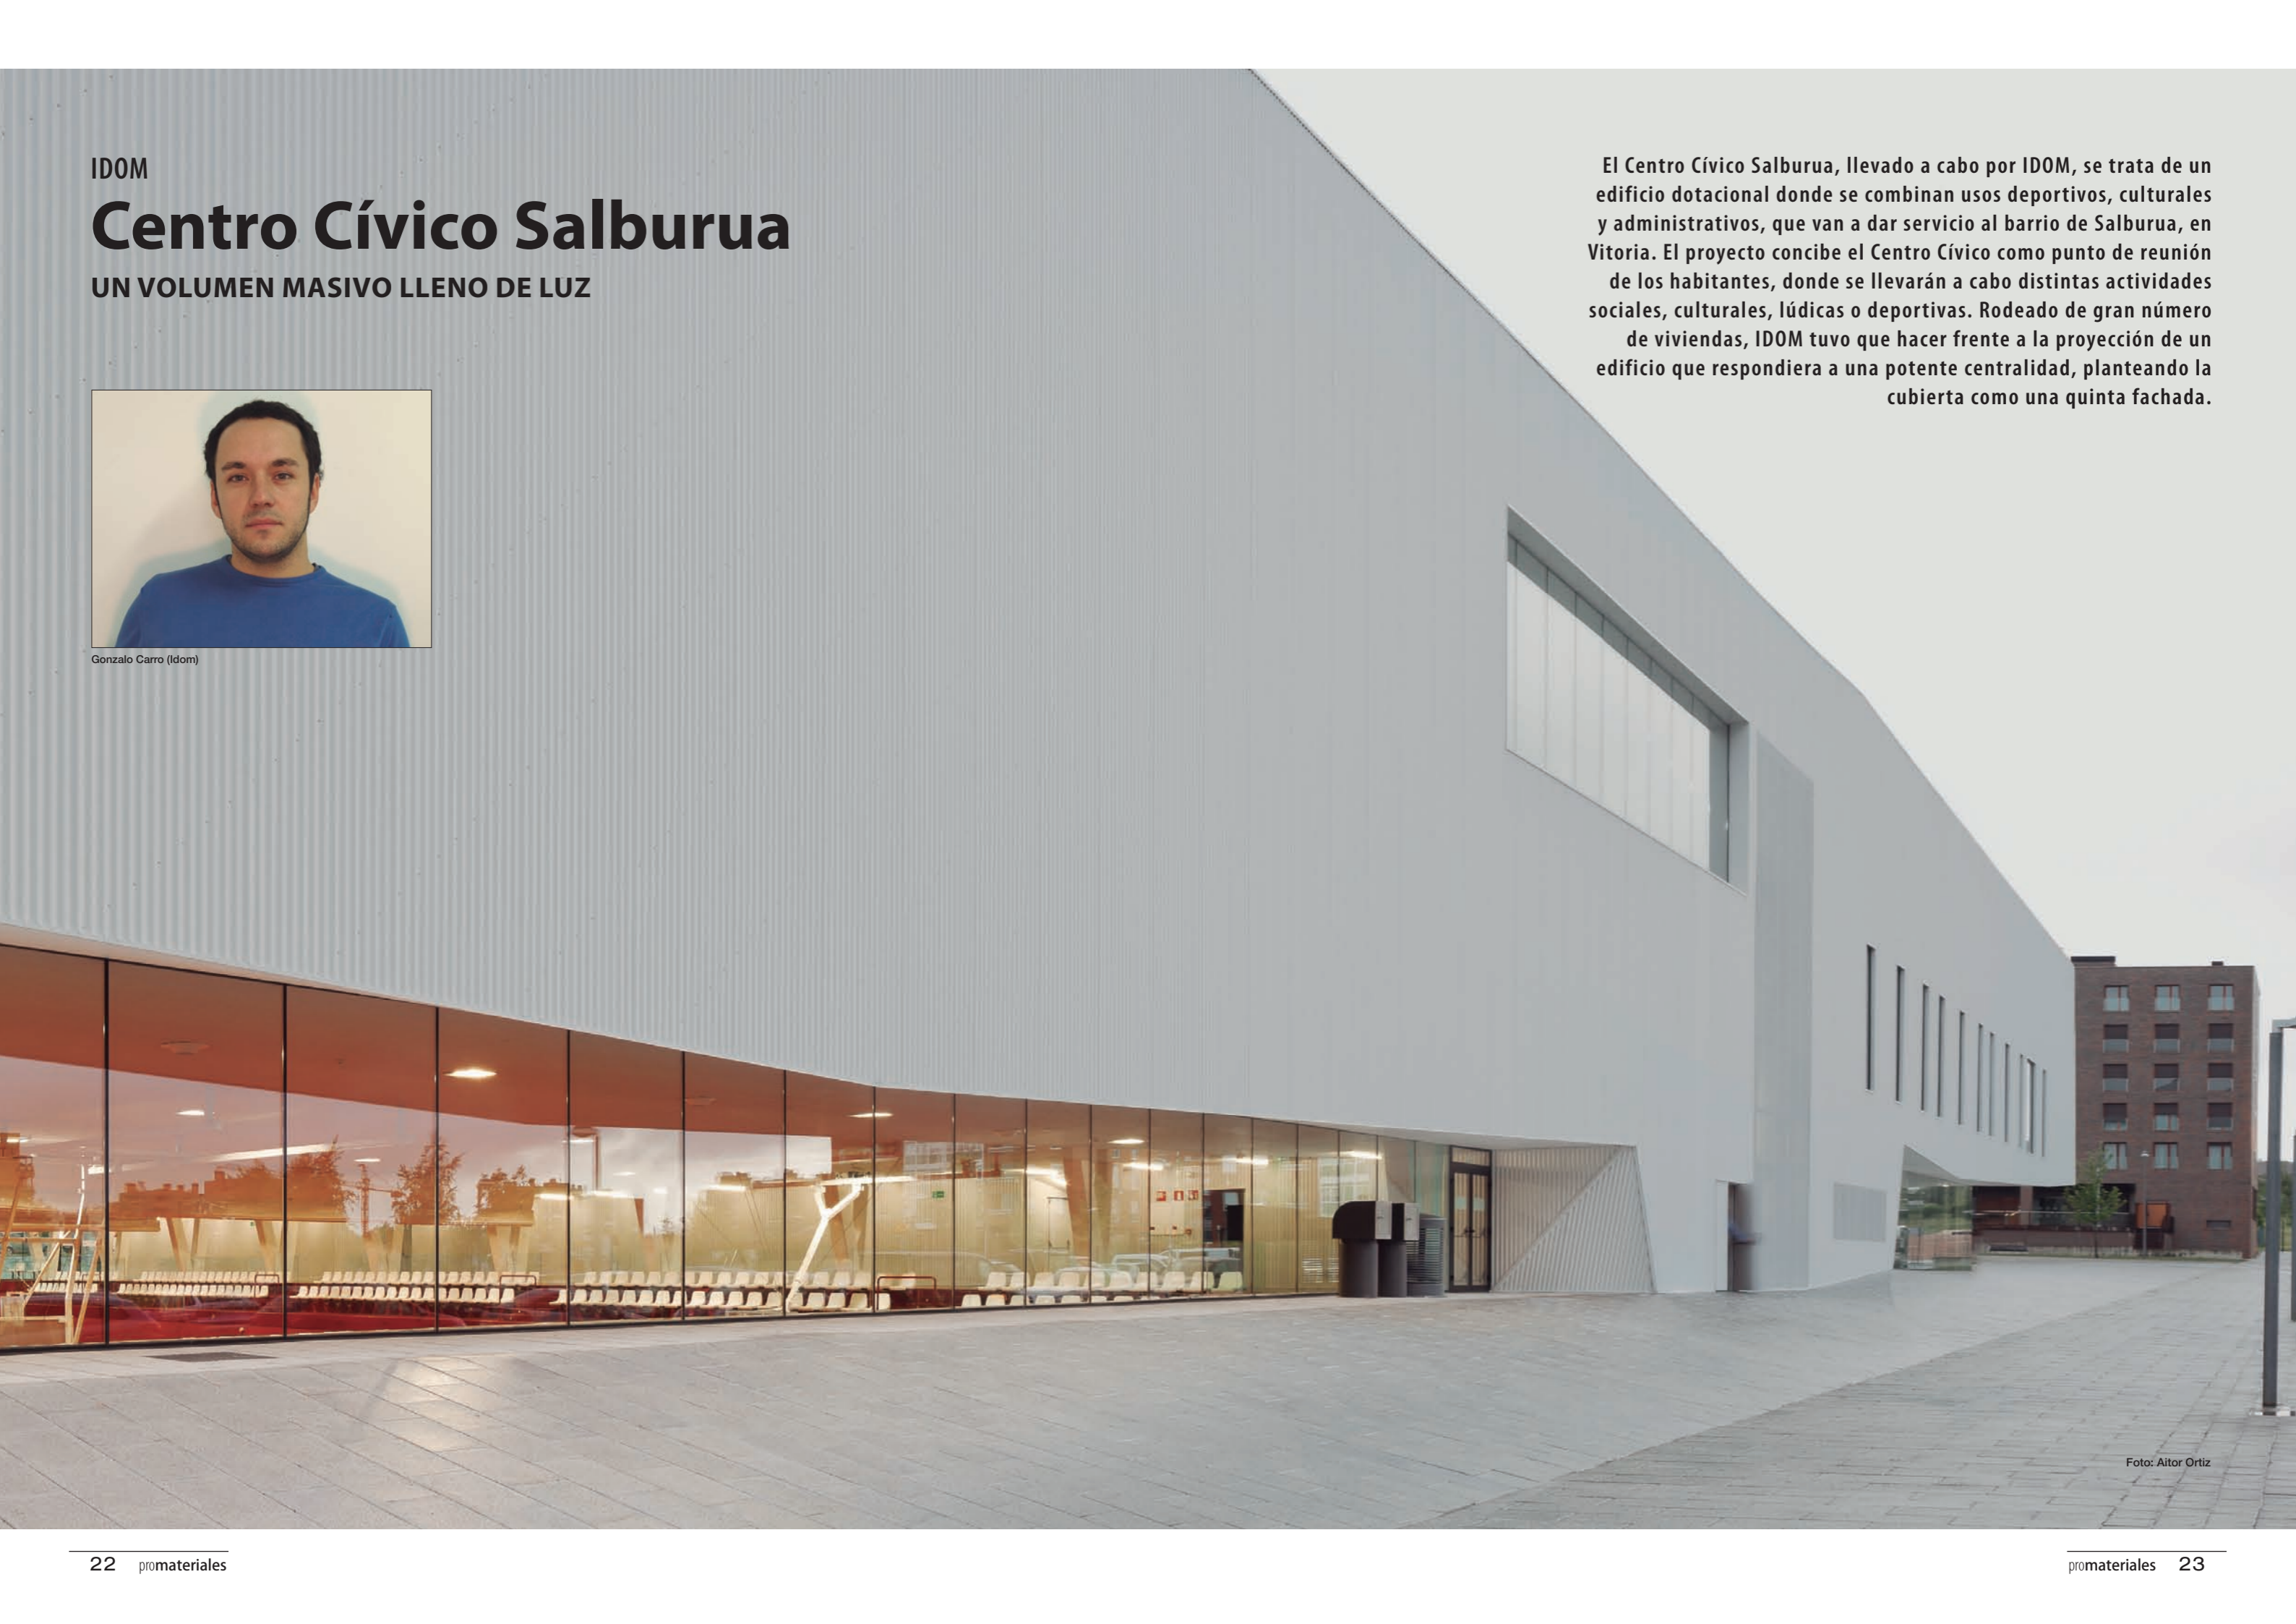 IDOM
Centro Cívico Salburua
UN VOLUMEN MASIVO LLENO DE LUZ
Gonzalo Carro (Idom)
El Centro Cívico Salburua, llevado a cabo por IDOM, se trata de un
edificio dotacional donde se combinan usos deportivos, culturales
y administrativos, que van a dar servicio al barrio de Salburua, en
Vitoria. El proyecto concibe el Centro Cívico como punto de reunión
de los habitantes, donde se llevarán a cabo distintas actividades
sociales, culturales, lúdicas o deportivas. Rodeado de gran número
de viviendas, IDOM tuvo que hacer frente a la proyección de un
edificio que respondiera a una potente centralidad, planteando la
cubierta como una quinta fachada.
Foto: Aitor Ortiz
22 promateriales
promateriales 23